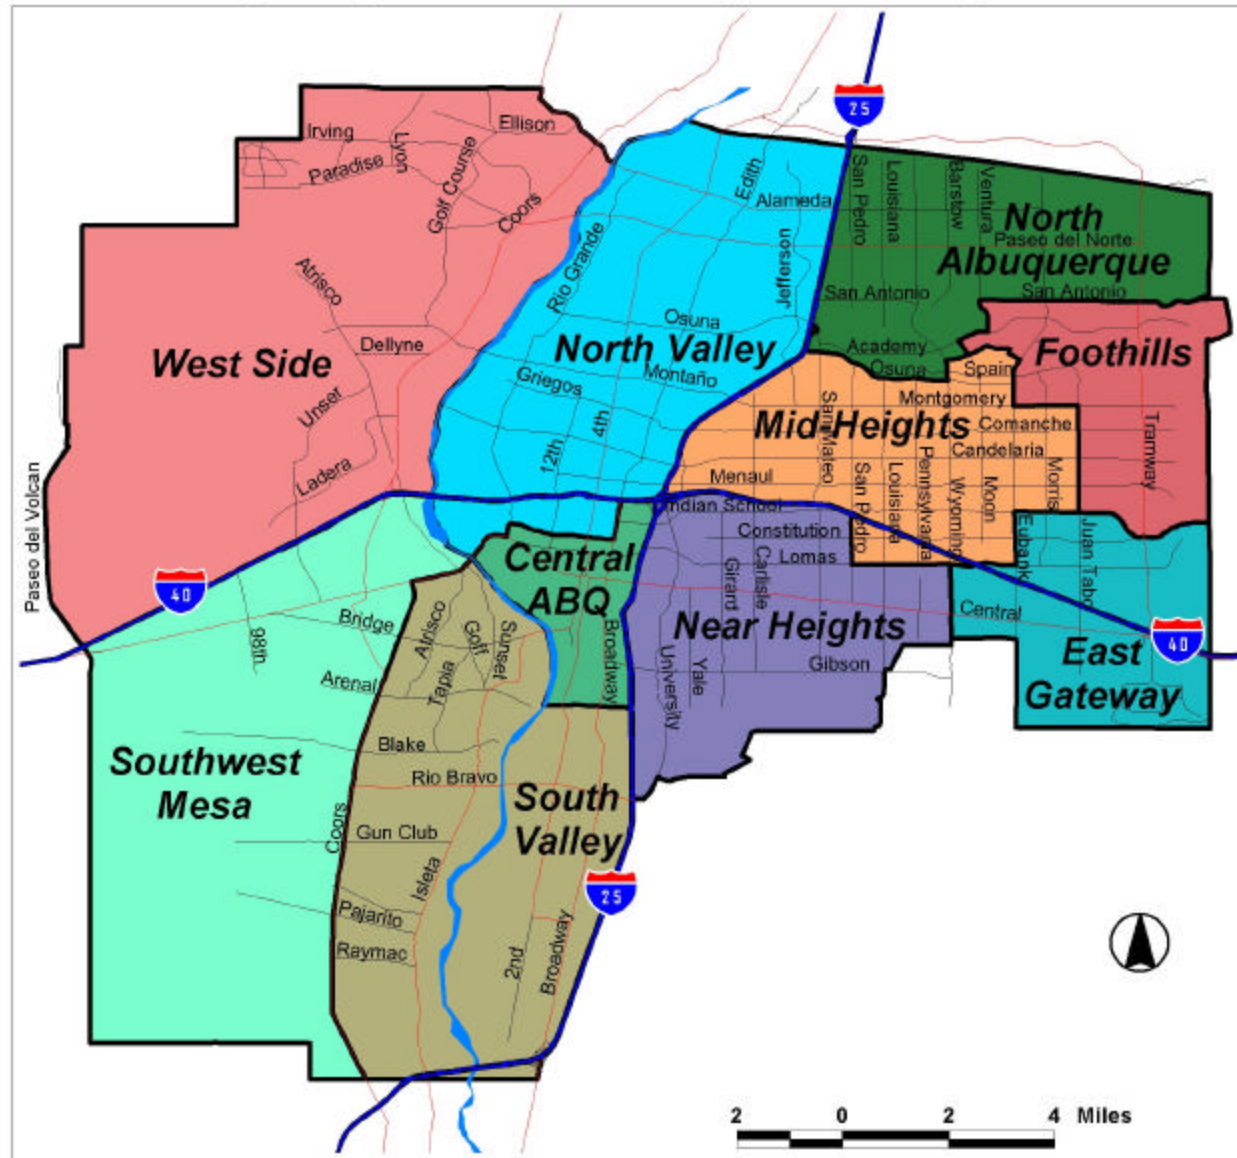 25
Irving
Lyon
Ellison
Paradise
Golf Course
Coors
Edith
Alameda
San Pedro
Louisiana
Barstow
Ventura
North
Albuquerque
Paseo del Norte
Rio Grande
Jefferson
Atrisco
San Antonio
San Antonio
Osuna
Dellyne
West Side
North Valley
Academy
Foothills
Osuna
Spain
Griegos
Montaño
Unser
Montgomery
San Mateo
Mid-Heights
Comanche
4th
12th
Candelaria
Tramway
Ladera
Menaul
San Pedro
Louisiana
Pennsylvania
Wyoming
Moon
Morris
Paseo del Volcan
Indian School
Constitution
Eubank
Juan Tabo
Central
ABQ
Lomas
Girard
Carlisle
40
Bridge
Atrisco
Goff
Sunset
Central
Near Heights
98th
Broadway
40
East
Gateway
Arenal
Tapia
University
Yale
Gibson
Blake
Southwest
Mesa
Rio Bravo
South
Valley
Coors
Gun Club
Isleta
25
Pajarito
Raymac
2nd
Broadway
2 0 2 4 Miles